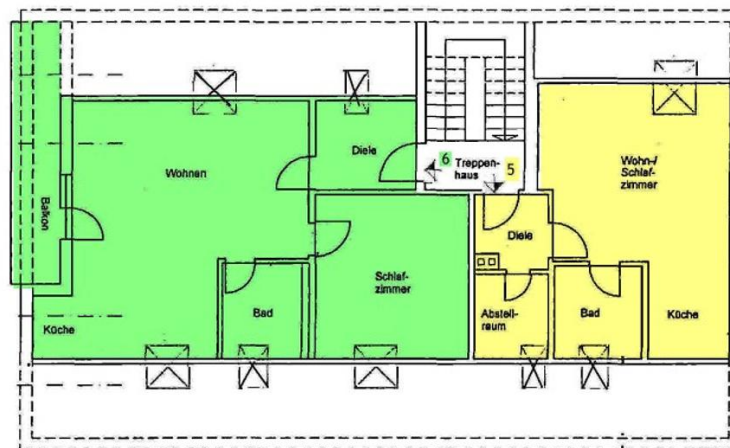 Balkon
Wohnen
Küche
Bad
Diele
Schlaf-
zimmer
6
Treppen-
haus
5
Diele
Abstell-
raum
Bad
Wohn-/
Schlaf-
zimmer
Küche